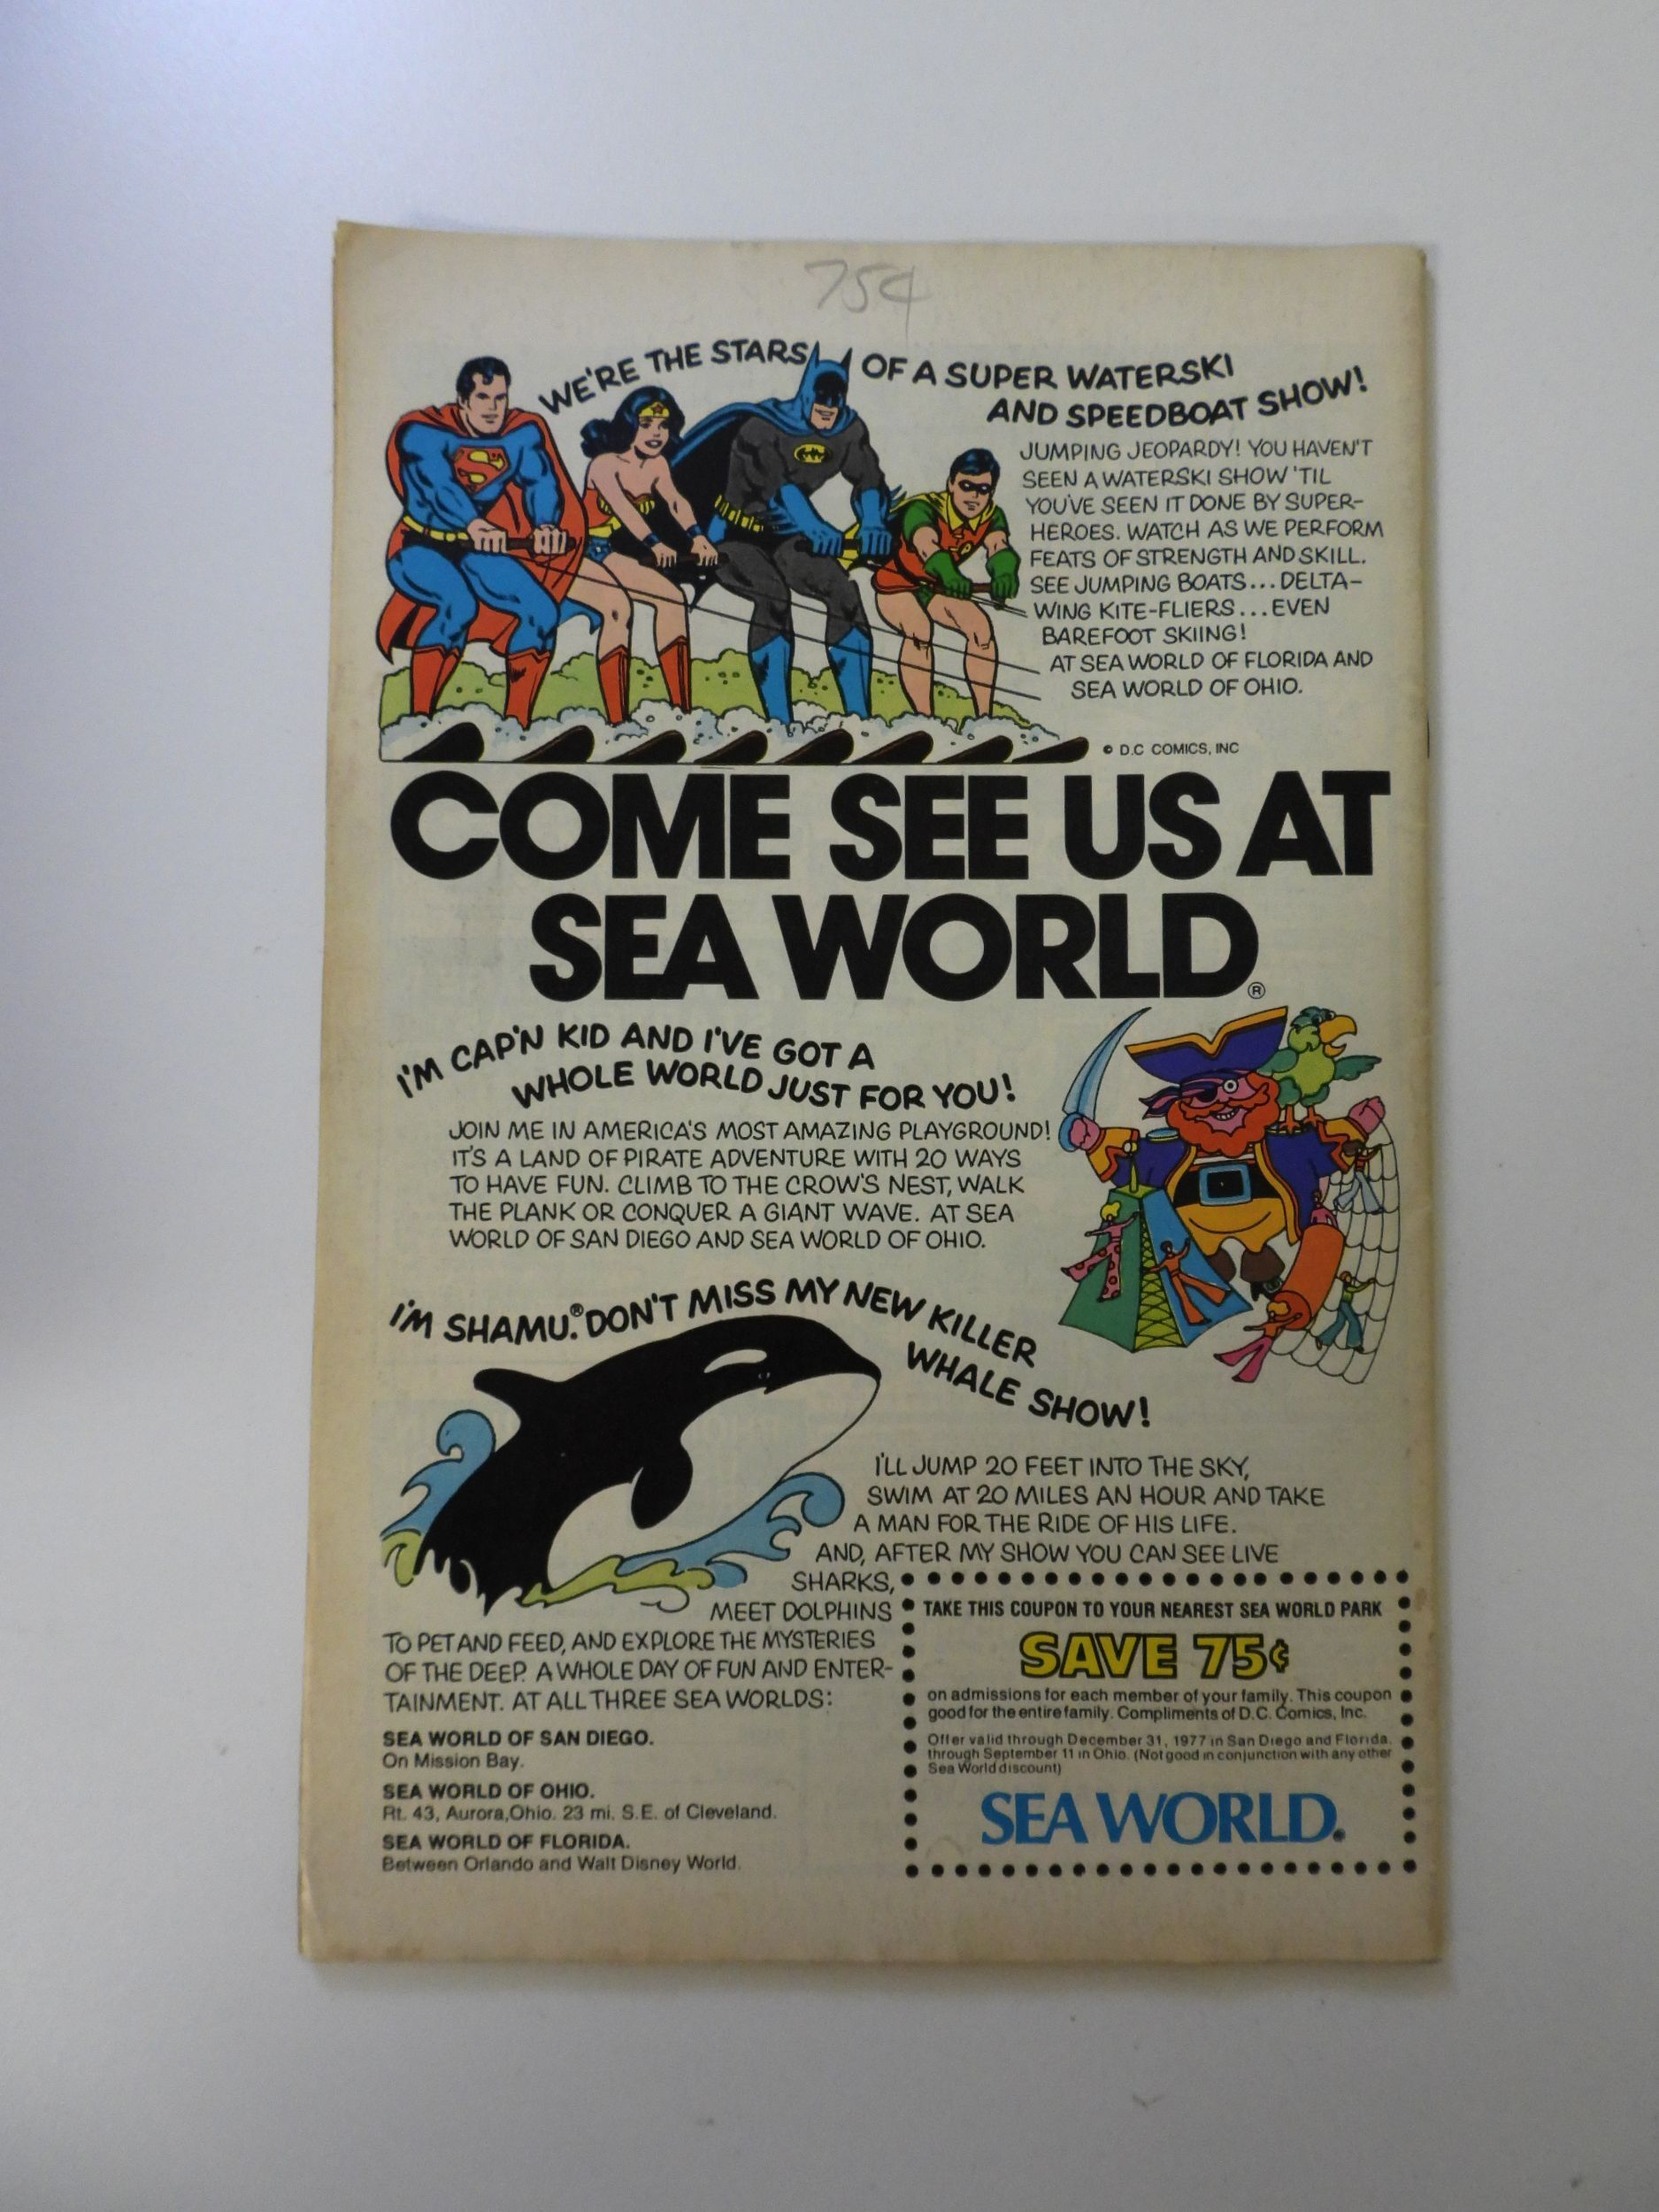 75¢
WE'RE THE STARS OF A SUPER WATERSKI
AND SPEEDBOAT SHOW!
JUMPING JEOPARDY! YOU HAVEN'T
SEEN A WATERSKI SHOW 'TIL
YOU'VE SEEN IT DONE BY SUPER-
HEROES. WATCH AS WE PERFORM
FEATS OF STRENGTH AND SKILL.
SEE JUMPING BOATS... DELTA-
WING KITE-FLIERS...EVEN
BAREFOOT SKIING!
AT SEA WORLD OF FLORIDA AND
SEA WORLD OF OHIO.
© D.C COMICS, INC
COME SEE US AT
SEA WORLD®
I'M CAP'N KID AND I'VE GOT A
WHOLE WORLD JUST FOR YOU!
JOIN ME IN AMERICA'S MOST AMAZING PLAYGROUND!
IT'S A LAND OF PIRATE ADVENTURE WITH 20 WAYS
TO HAVE FUN. CLIMB TO THE CROW'S NEST, WALK
THE PLANK OR CONQUER A GIANT WAVE. AT SEA
WORLD OF SAN DIEGO AND SEA WORLD OF OHIO.
I'M SHAMU.® DON'T MISS MY NEW KILLER
WHALE SHOW!
I'LL JUMP 20 FEET INTO THE SKY,
SWIM AT 20 MILES AN HOUR AND TAKE
A MAN FOR THE RIDE OF HIS LIFE.
AND, AFTER MY SHOW YOU CAN SEE LIVE
SHARKS,
MEET DOLPHINS
TO PET AND FEED, AND EXPLORE THE MYSTERIES
OF THE DEEP. A WHOLE DAY OF FUN AND ENTER-
TAINMENT. AT ALL THREE SEA WORLDS:
SEA WORLD OF SAN DIEGO.
On Mission Bay.
SEA WORLD OF OHIO.
Rt. 43, Aurora, Ohio. 23 mi. S.E. of Cleveland.
SEA WORLD OF FLORIDA.
Between Orlando and Walt Disney World.
TAKE THIS COUPON TO YOUR NEAREST SEA WORLD PARK
SAVE 75¢
on admissions for each member of your family. This coupon
good for the entire family. Compliments of D.C. Comics, Inc.
Offer valid through December 31, 1977 in San Diego and Florida.
through September 11 in Ohio. (Not good in conjunction with any other
Sea World discount)
SEA WORLD.